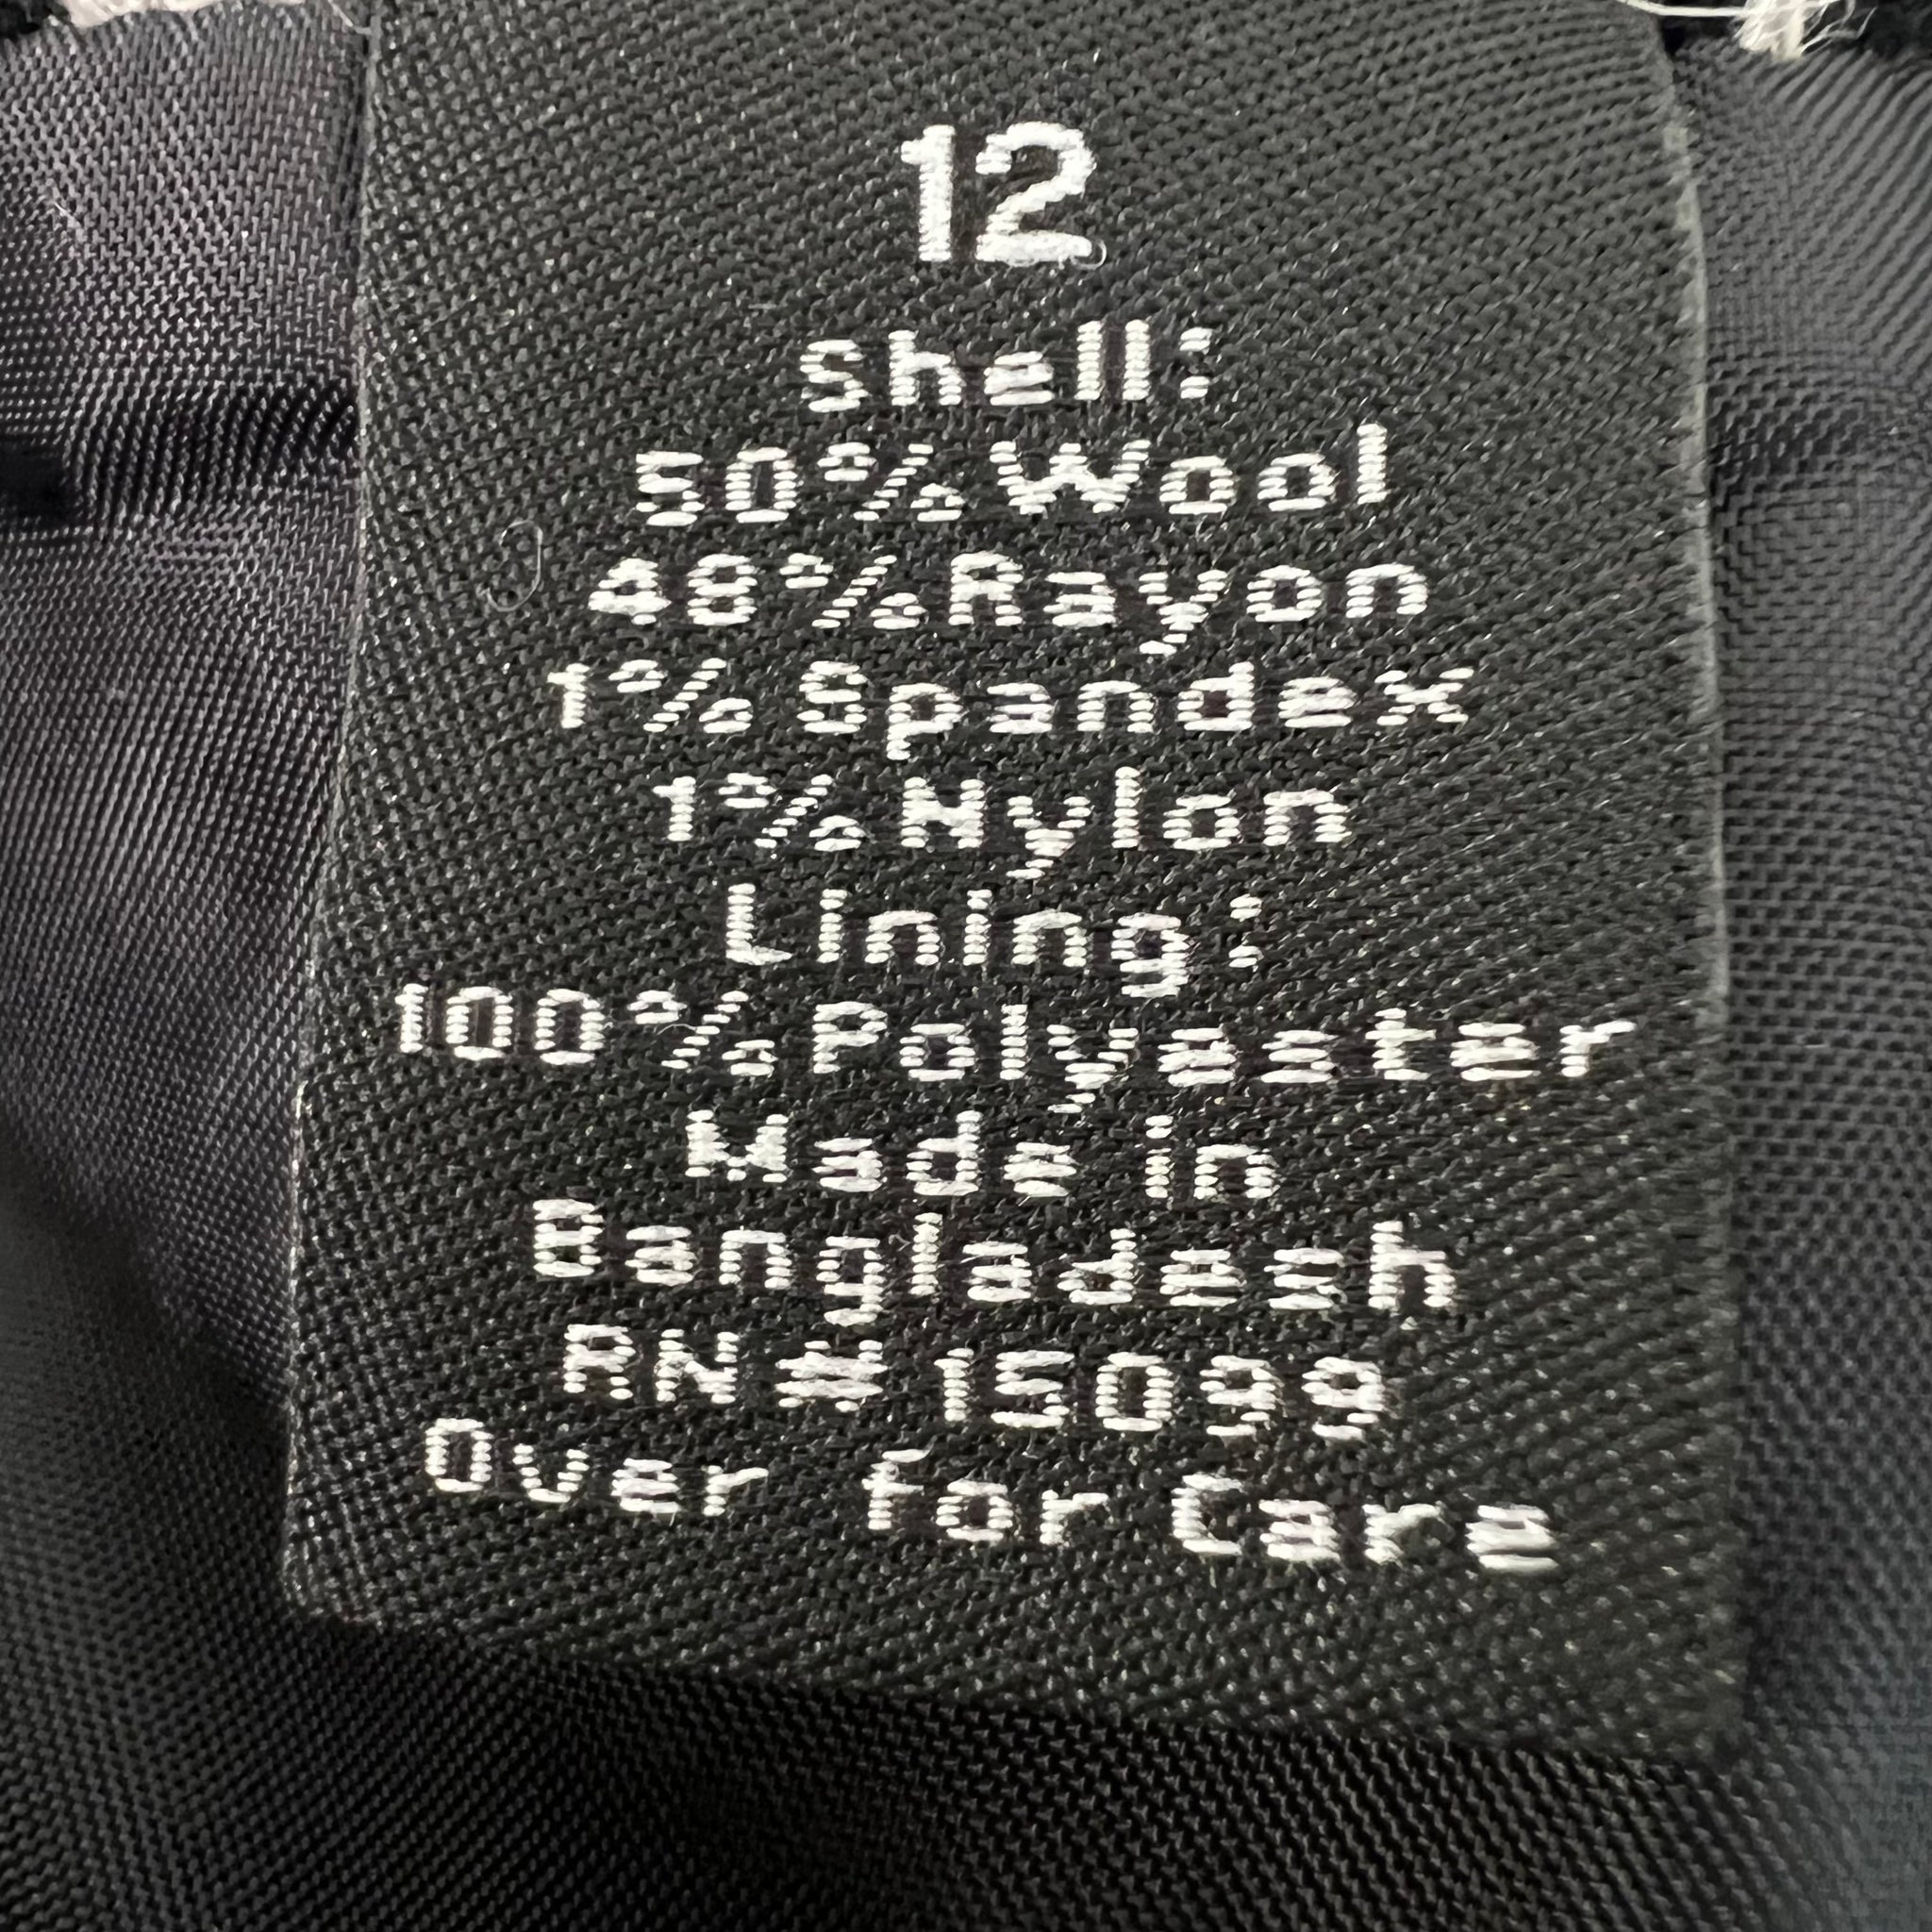 12
Shell:
50% Wool
48% Rayon
1% Spandex
1% Nylon
Lining:
100% Polyester
Made in
Bangladesh
RN# 15099
Over for Care